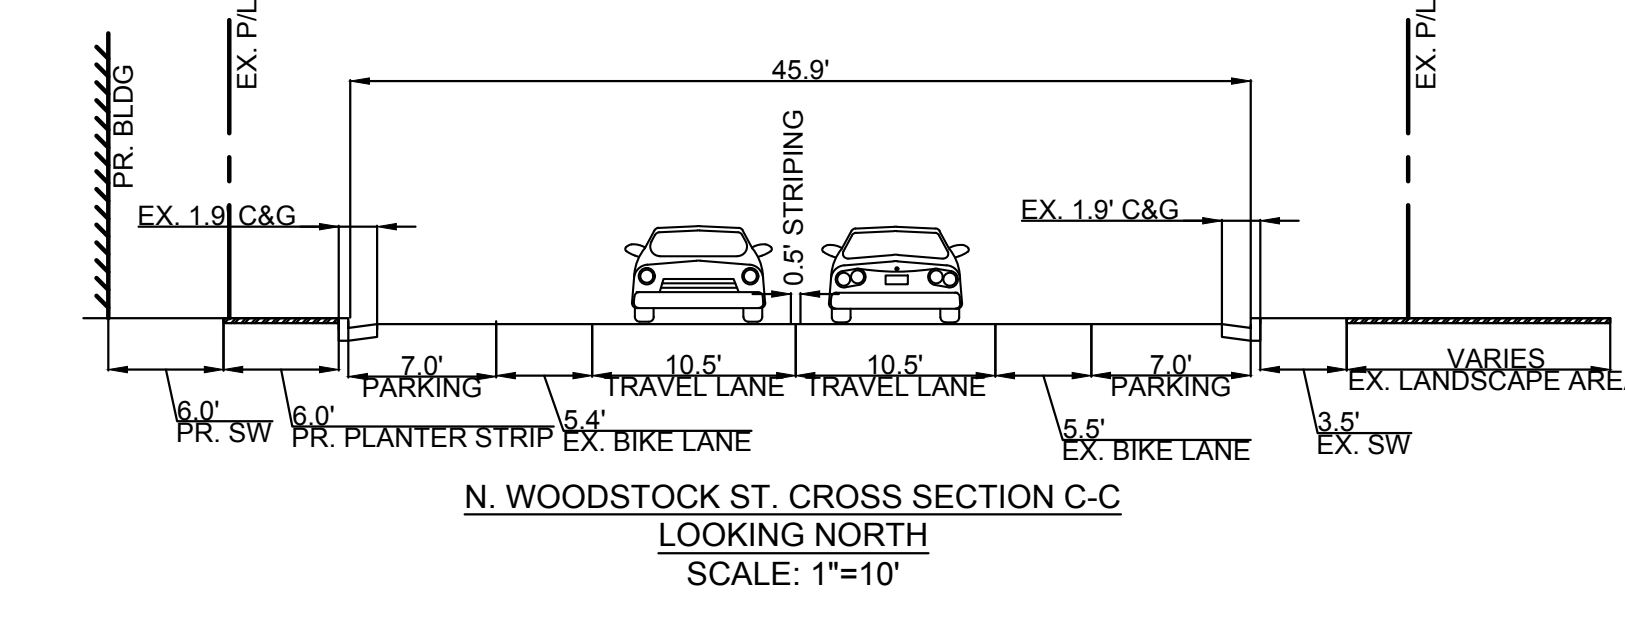 EX. P/L
EX. P/L
45.9'
PR. BLDG
0.5' STRIPING
EX. 1.9' C&G
EX. 1.9' C&G
7.0'
PARKING
10.5'
TRAVEL LANE
10.5'
TRAVEL LANE
7.0'
PARKING
VARIES
EX. LANDSCAPE AREA
6.0'
PR. SW
6.0'
PR. PLANTER STRIP
5.4'
EX. BIKE LANE
5.5'
EX. BIKE LANE
3.5'
EX. SW
N. WOODSTOCK ST. CROSS SECTION C-C
LOOKING NORTH
SCALE: 1"=10'